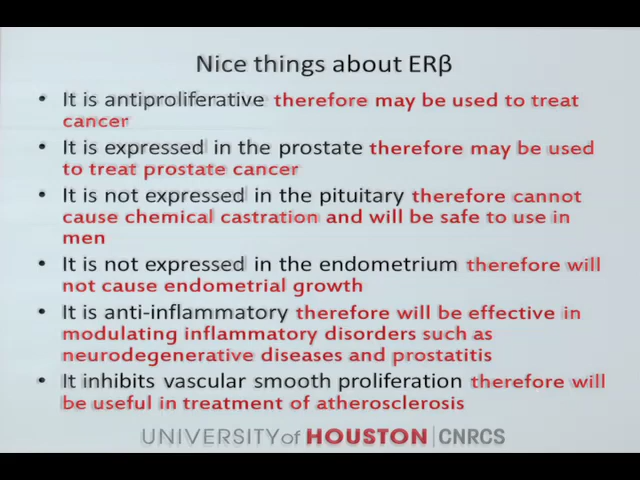 Nice things about ERβ
• It is antiproliferative therefore may be used to treat
cancer
• It is expressed in the prostate therefore may be used
to treat prostate cancer
• It is not expressed in the pituitary therefore cannot
cause chemical castration and will be safe to use in
men
• It is not expressed in the endometrium therefore will
not cause endometrial growth
• It is anti-inflammatory therefore will be effective in
modulating inflammatory disorders such as
neurodegenerative diseases and prostatitis
• It inhibits vascular smooth proliferation therefore will
be useful in treatment of atherosclerosis
UNIVERSITY of HOUSTON | CNRCS